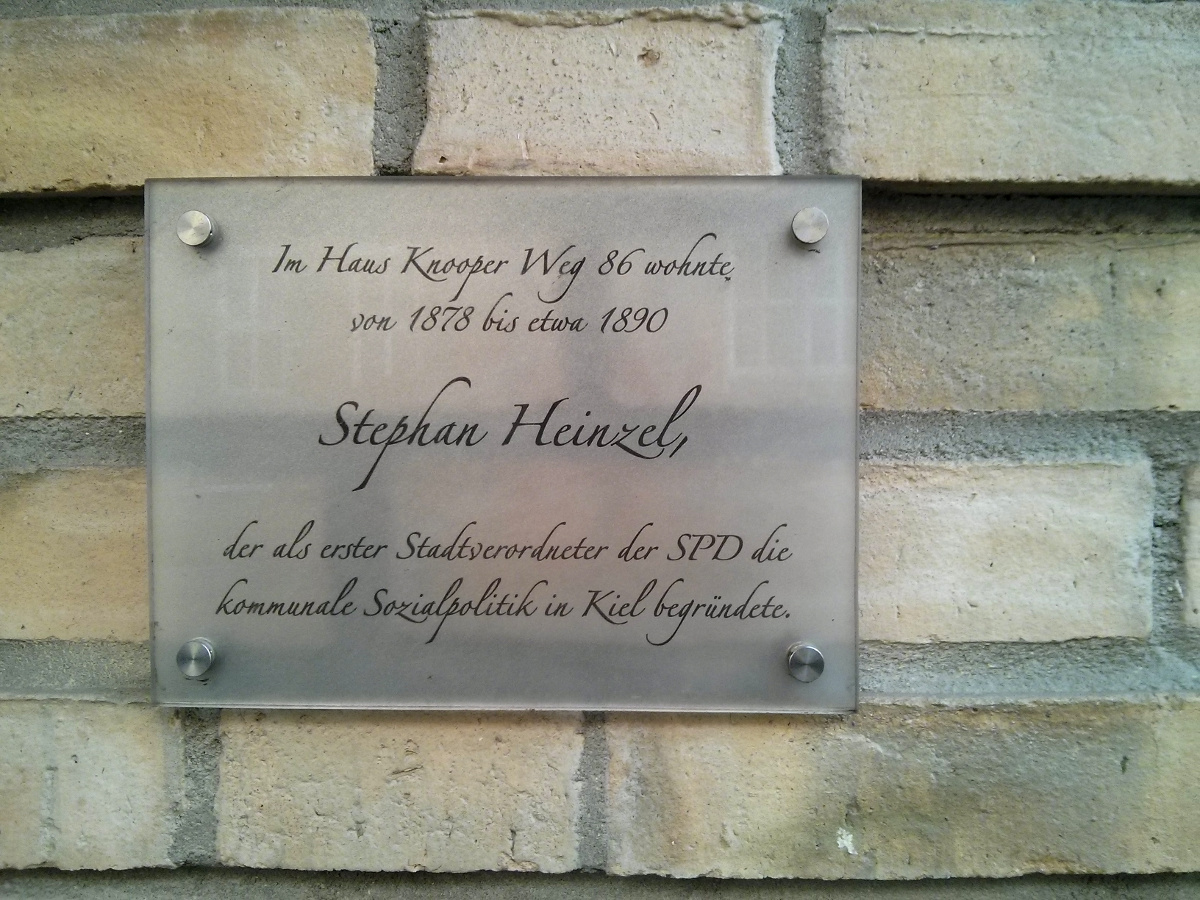 Im Haus Knooper Weg 86 wohnte
von 1878 bis etwa 1890
Stephan Heinzel,
der als erster Stadtverordneter der SPD die
kommunale Sozialpolitik in Kiel begründete.